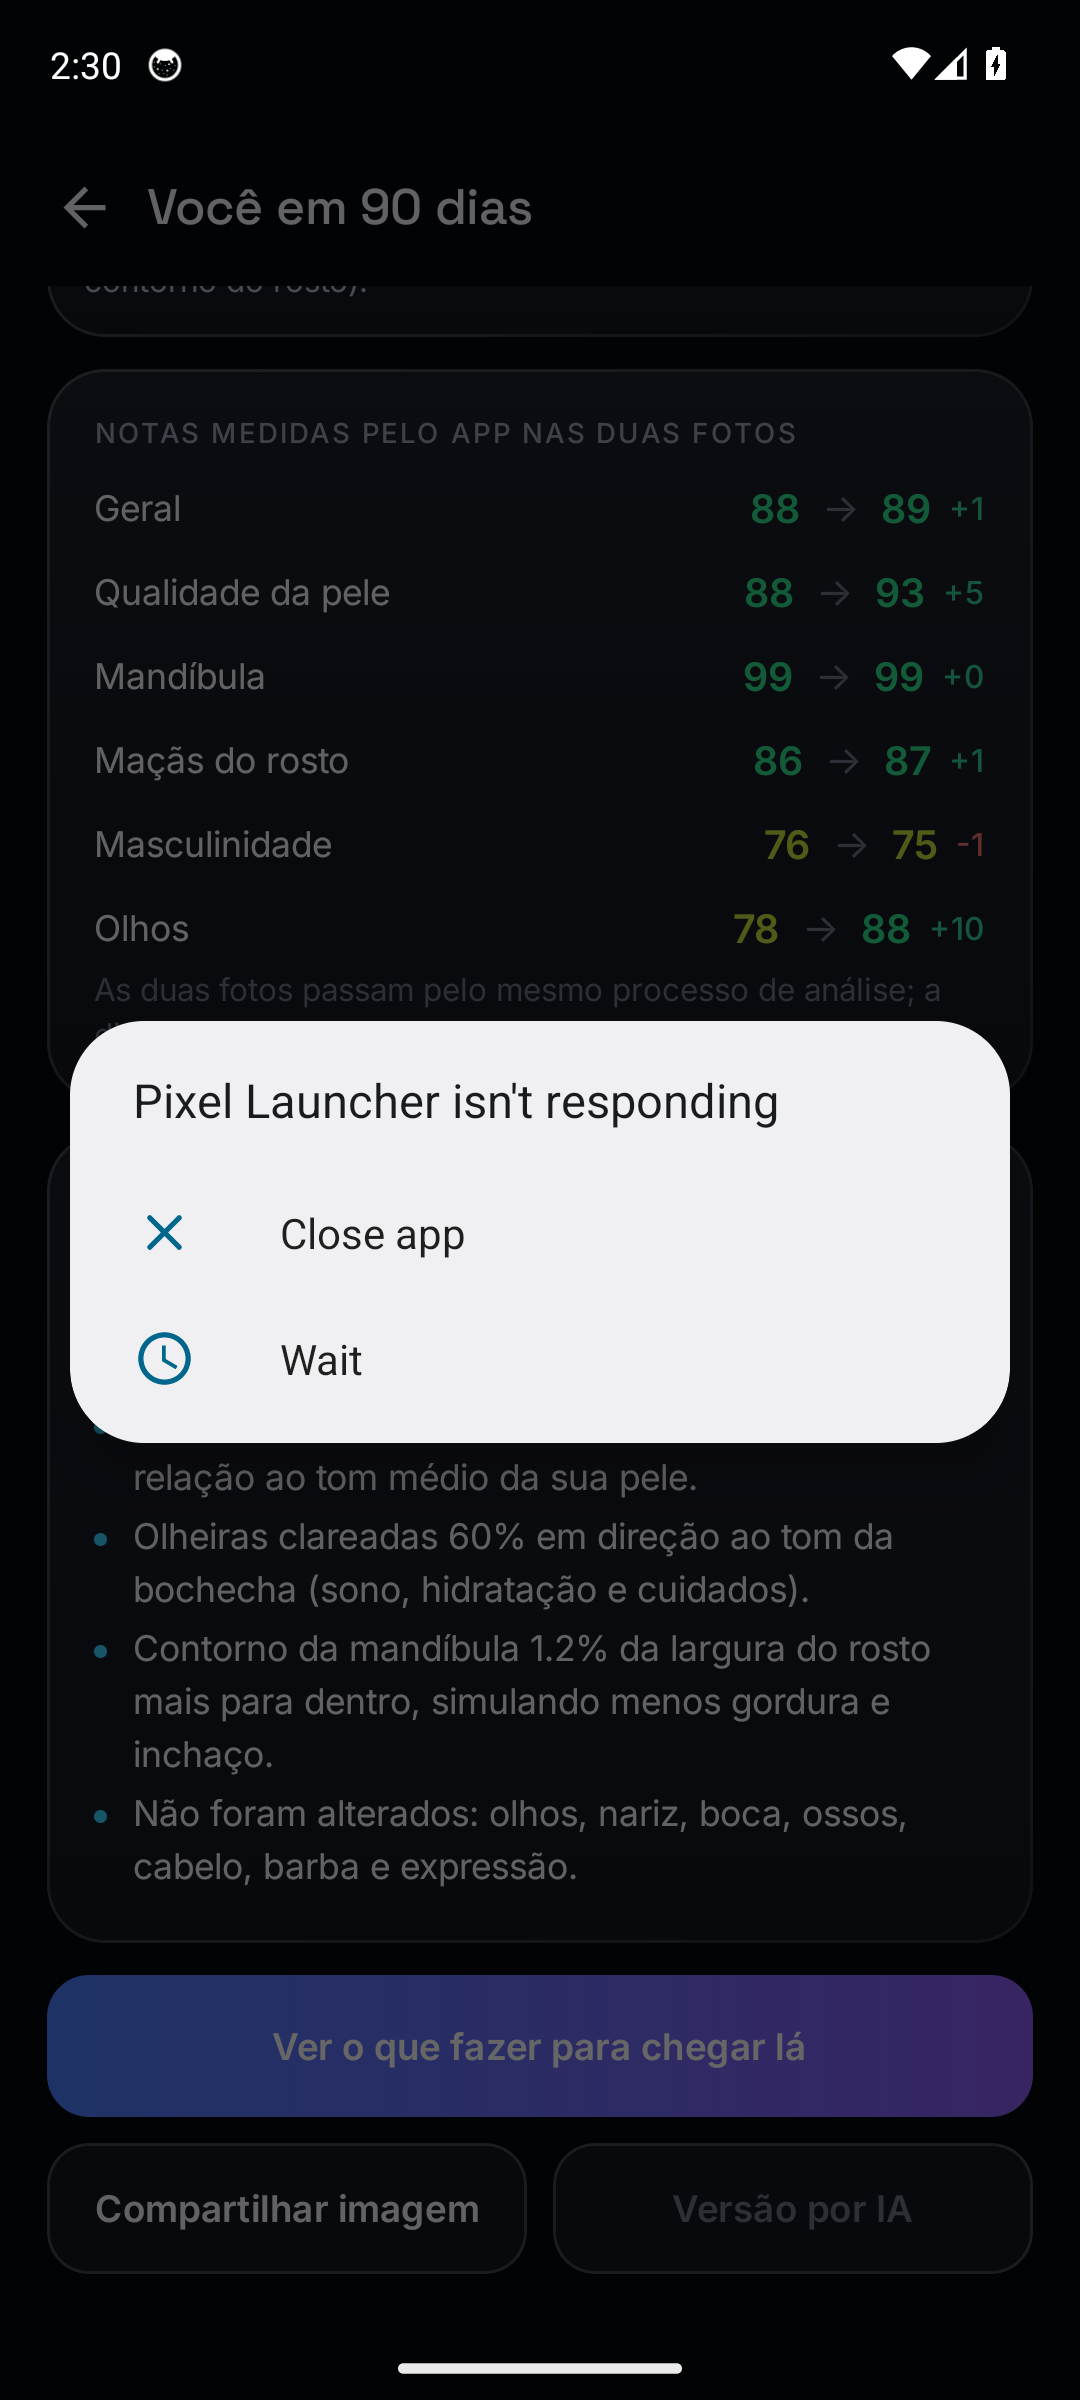 2:30
Você em 90 dias
contorno do rosto).
NOTAS MEDIDAS PELO APP NAS DUAS FOTOS
Geral 88 → 89 +1
Qualidade da pele 88 → 93 +5
Mandíbula 99 → 99 +0
Maçãs do rosto 86 → 87 +1
Masculinidade 76 → 75 -1
Olhos 78 → 88 +10
As duas fotos passam pelo mesmo processo de análise; a
Pixel Launcher isn't responding
Close app
Wait
relação ao tom médio da sua pele.
Olheiras clareadas 60% em direção ao tom da
bochecha (sono, hidratação e cuidados).
Contorno da mandíbula 1.2% da largura do rosto
mais para dentro, simulando menos gordura e
inchaço.
Não foram alterados: olhos, nariz, boca, ossos,
cabelo, barba e expressão.
Ver o que fazer para chegar lá
Compartilhar imagem
Versão por IA